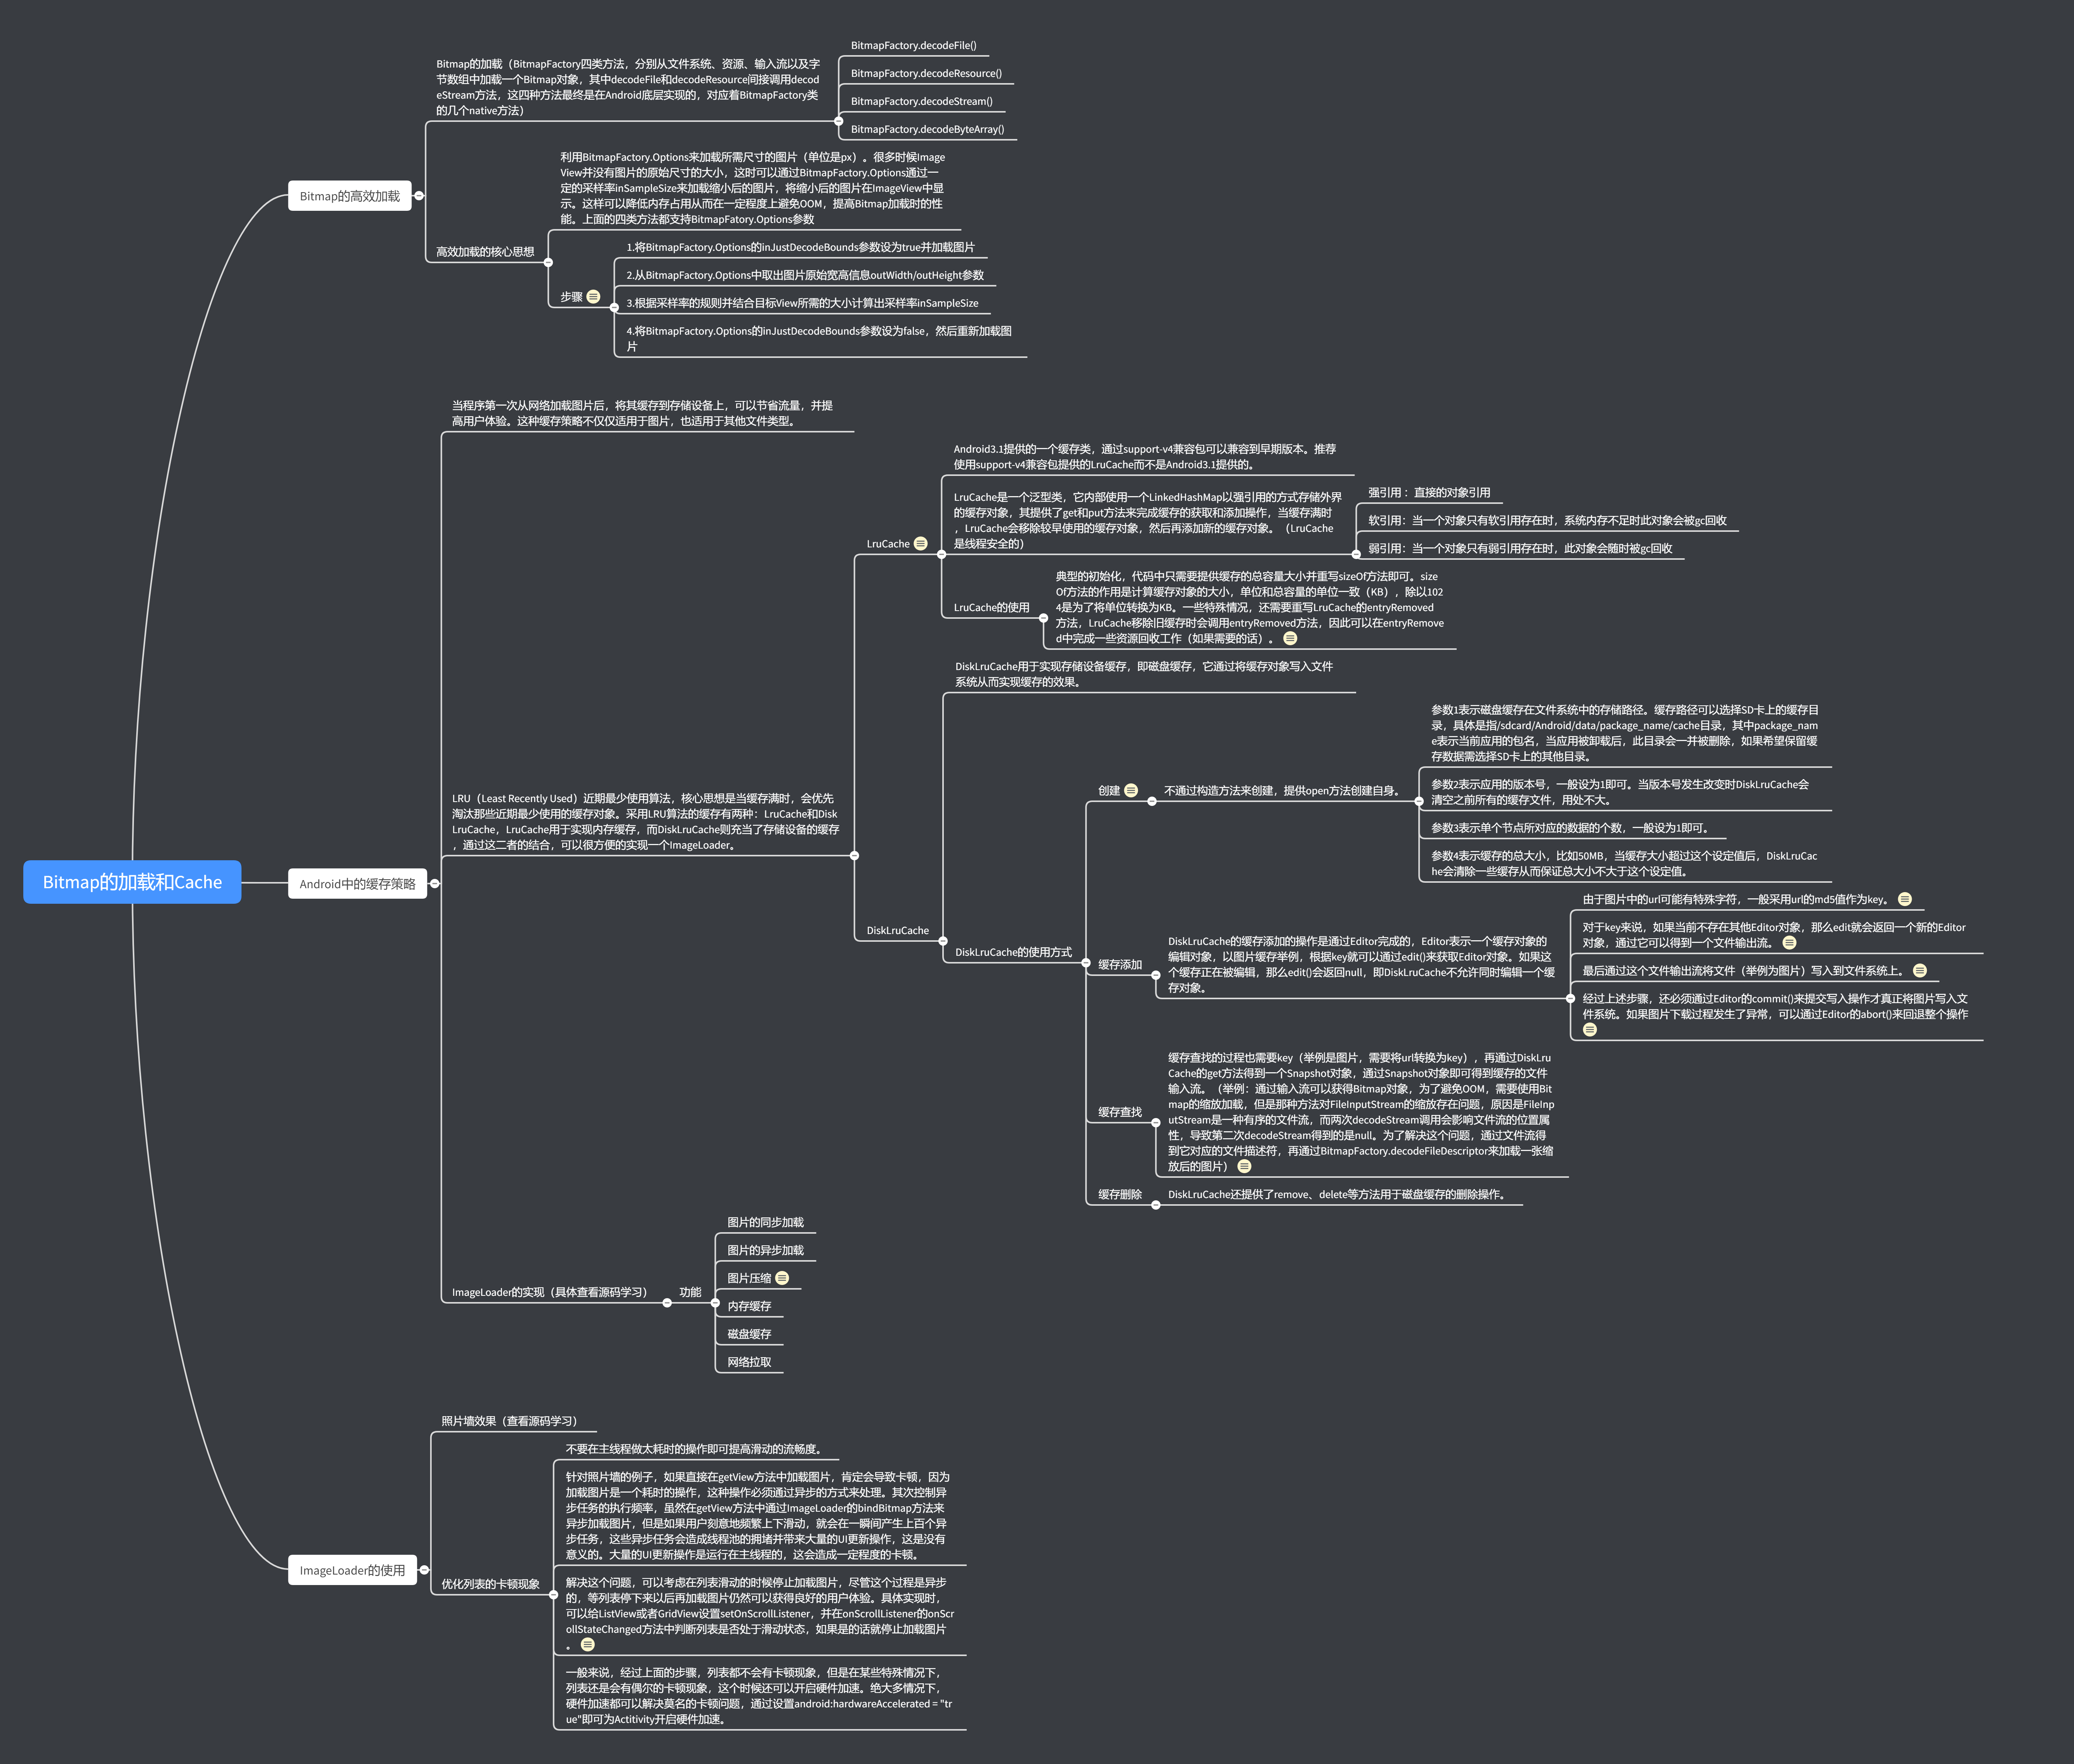 Bitmap的加载和Cache
Bitmap的高效加载
Bitmap的加载（BitmapFactory四类方法，分别从文件系统、资源、输入流以及字
节数组中加载一个Bitmap对象，其中decodeFile和decodeResource间接调用decod
eStream方法，这四种方法最终是在Android底层实现的，对应着BitmapFactory类
的几个native方法）
BitmapFactory.decodeFile()
BitmapFactory.decodeResource()
BitmapFactory.decodeStream()
BitmapFactory.decodeByteArray()
高效加载的核心思想
利用BitmapFactory.Options来加载所需尺寸的图片（单位是px）。很多时候Image
View并没有图片的原始尺寸的大小，这时可以通过BitmapFactory.Options通过一
定的采样率inSampleSize来加载缩小后的图片，将缩小后的图片在ImageView中显
示。这样可以降低内存占用从而在一定程度上避免OOM，提高Bitmap加载时的性
能。上面的四类方法都支持BitmapFatory.Options参数
步骤
1.将BitmapFactory.Options的inJustDecodeBounds参数设为true并加载图片
2.从BitmapFactory.Options中取出图片原始宽高信息outWidth/outHeight参数
3.根据采样率的规则并结合目标View所需的大小计算出采样率inSampleSize
4.将BitmapFactory.Options的inJustDecodeBounds参数设为false，然后重新加载图
片
Android中的缓存策略
当程序第一次从网络加载图片后，将其缓存到存储设备上，可以节省流量，并提
高用户体验。这种缓存策略不仅仅适用于图片，也适用于其他文件类型。
LRU（Least Recently Used）近期最少使用算法，核心思想是当缓存满时，会优先
淘汰那些近期最少使用的缓存对象。采用LRU算法的缓存有两种：LruCache和Disk
LruCache，LruCache用于实现内存缓存，而DiskLruCache则充当了存储设备的缓存
，通过这二者的结合，可以很方便的实现一个ImageLoader。
LruCache
Android3.1提供的一个缓存类，通过support-v4兼容包可以兼容到早期版本。推荐
使用support-v4兼容包提供的LruCache而不是Android3.1提供的。
LruCache是一个泛型类，它内部使用一个LinkedHashMap以强引用的方式存储外界
的缓存对象，其提供了get和put方法来完成缓存的获取和添加操作，当缓存满时
，LruCache会移除较早使用的缓存对象，然后再添加新的缓存对象。（LruCache
是线程安全的）
强引用 ：直接的对象引用
软引用：当一个对象只有软引用存在时，系统内存不足时此对象会被gc回收
弱引用：当一个对象只有弱引用存在时，此对象会随时被gc回收
LruCache的使用
典型的初始化，代码中只需要提供缓存的总容量大小并重写sizeOf方法即可。size
Of方法的作用是计算缓存对象的大小，单位和总容量的单位一致（KB），除以102
4是为了将单位转换为KB。一些特殊情况，还需要重写LruCache的entryRemoved
方法，LruCache移除旧缓存时会调用entryRemoved方法，因此可以在entryRemove
d中完成一些资源回收工作（如果需要的话）。
DiskLruCache
DiskLruCache用于实现存储设备缓存，即磁盘缓存，它通过将缓存对象写入文件
系统从而实现缓存的效果。
DiskLruCache的使用方式
创建
不通过构造方法来创建，提供open方法创建自身。
参数1表示磁盘缓存在文件系统中的存储路径。缓存路径可以选择SD卡上的缓存目
录，具体是指/sdcard/Android/data/package_name/cache目录，其中package_nam
e表示当前应用的包名，当应用被卸载后，此目录会一并被删除，如果希望保留缓
存数据需选择SD卡上的其他目录。
参数2表示应用的版本号，一般设为1即可。当版本号发生改变时DiskLruCache会
清空之前所有的缓存文件，用处不大。
参数3表示单个节点所对应的数据的个数，一般设为1即可。
参数4表示缓存的总大小，比如50MB，当缓存大小超过这个设定值后，DiskLruCac
he会清除一些缓存从而保证总大小不大于这个设定值。
缓存添加
DiskLruCache的缓存添加的操作是通过Editor完成的，Editor表示一个缓存对象的
编辑对象，以图片缓存举例，根据key就可以通过edit()来获取Editor对象。如果这
个缓存正在被编辑，那么edit()会返回null，即DiskLruCache不允许同时编辑一个缓
存对象。
由于图片中的url可能有特殊字符，一般采用url的md5值作为key。
对于key来说，如果当前不存在其他Editor对象，那么edit就会返回一个新的Editor
对象，通过它可以得到一个文件输出流。
最后通过这个文件输出流将文件（举例为图片）写入到文件系统上。
经过上述步骤，还必须通过Editor的commit()来提交写入操作才真正将图片写入文
件系统。如果图片下载过程发生了异常，可以通过Editor的abort()来回退整个操作
缓存查找
缓存查找的过程也需要key（举例是图片，需要将url转换为key），再通过DiskLru
Cache的get方法得到一个Snapshot对象，通过Snapshot对象即可得到缓存的文件
输入流。（举例：通过输入流可以获得Bitmap对象，为了避免OOM，需要使用Bit
map的缩放加载，但是那种方法对FileInputStream的缩放存在问题，原因是FileInp
utStream是一种有序的文件流，而两次decodeStream调用会影响文件流的位置属
性，导致第二次decodeStream得到的是null。为了解决这个问题，通过文件流得
到它对应的文件描述符，再通过BitmapFactory.decodeFileDescriptor来加载一张缩
放后的图片）
缓存删除
DiskLruCache还提供了remove、delete等方法用于磁盘缓存的删除操作。
ImageLoader的实现（具体查看源码学习）
功能
图片的同步加载
图片的异步加载
图片压缩
内存缓存
磁盘缓存
网络拉取
ImageLoader的使用
照片墙效果（查看源码学习）
优化列表的卡顿现象
不要在主线程做太耗时的操作即可提高滑动的流畅度。
针对照片墙的例子，如果直接在getView方法中加载图片，肯定会导致卡顿，因为
加载图片是一个耗时的操作，这种操作必须通过异步的方式来处理。其次控制异
步任务的执行频率，虽然在getView方法中通过ImageLoader的bindBitmap方法来
异步加载图片，但是如果用户刻意地频繁上下滑动，就会在一瞬间产生上百个异
步任务，这些异步任务会造成线程池的拥堵并带来大量的UI更新操作，这是没有
意义的。大量的UI更新操作是运行在主线程的，这会造成一定程度的卡顿。
解决这个问题，可以考虑在列表滑动的时候停止加载图片，尽管这个过程是异步
的，等列表停下来以后再加载图片仍然可以获得良好的用户体验。具体实现时，
可以给ListView或者GridView设置setOnScrollListener，并在onScrollListener的onScr
ollStateChanged方法中判断列表是否处于滑动状态，如果是的话就停止加载图片
。
一般来说，经过上面的步骤，列表都不会有卡顿现象，但是在某些特殊情况下，
列表还是会有偶尔的卡顿现象，这个时候还可以开启硬件加速。绝大多情况下，
硬件加速都可以解决莫名的卡顿问题，通过设置android:hardwareAccelerated = "tr
ue"即可为Actitivity开启硬件加速。